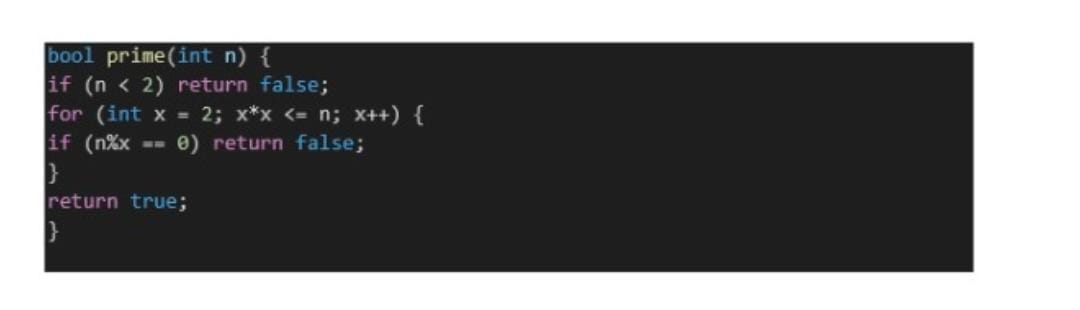 bool prime(int n) {
if (n < 2) return false;
for (int x = 2; x*x <= n; x++) {
if (n%x == 0) return false;
}
return true;
}